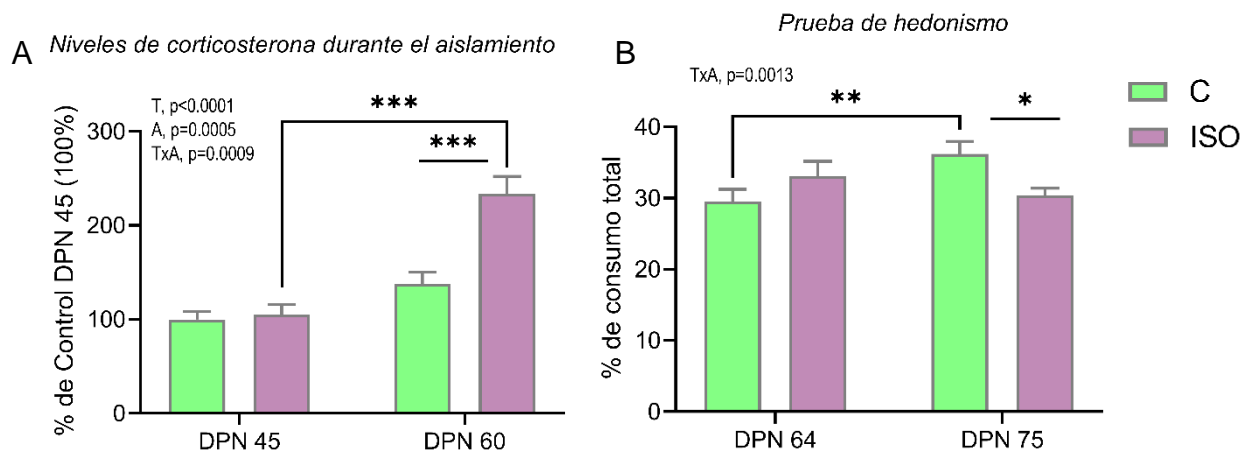 A
Niveles de corticosterona durante el aislamiento
T, p<0.0001
A, p=0.0005
TxA, p=0.0009
***
***
% de Control DPN 45 (100%)
300
200
100
0
DPN 45
DPN 60
B
Prueba de hedonismo
TxA, p=0.0013
**
*
% de consumo total
40
30
20
10
0
DPN 64
DPN 75
C
ISO